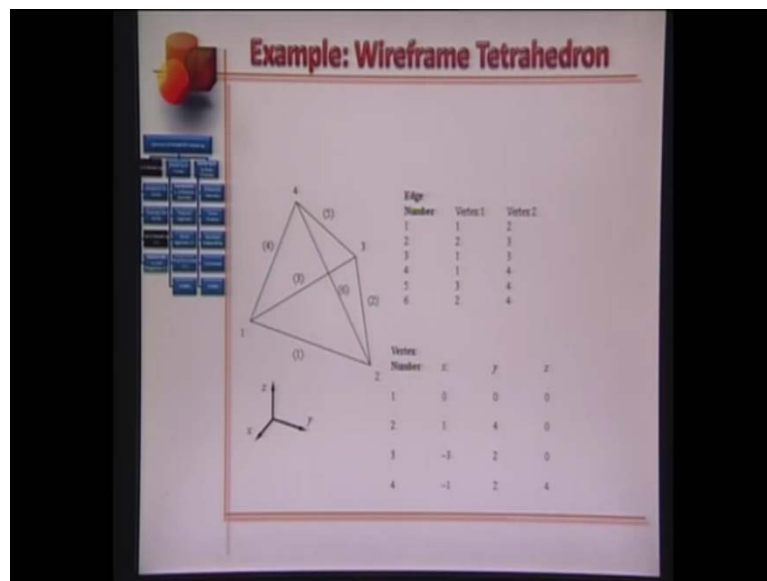 Example: Wireframe Tetrahedron
4
(5)
3
(4)
(3)
(6)
(2)
1
(1)
2
z
y
x
Edge
Number Vertex 1 Vertex 2
1 1 2
2 2 3
3 1 3
4 1 4
5 3 4
6 2 4
Vertex
Number x y z
1 0 0 0
2 1 4 0
3 -3 2 0
4 -1 2 4